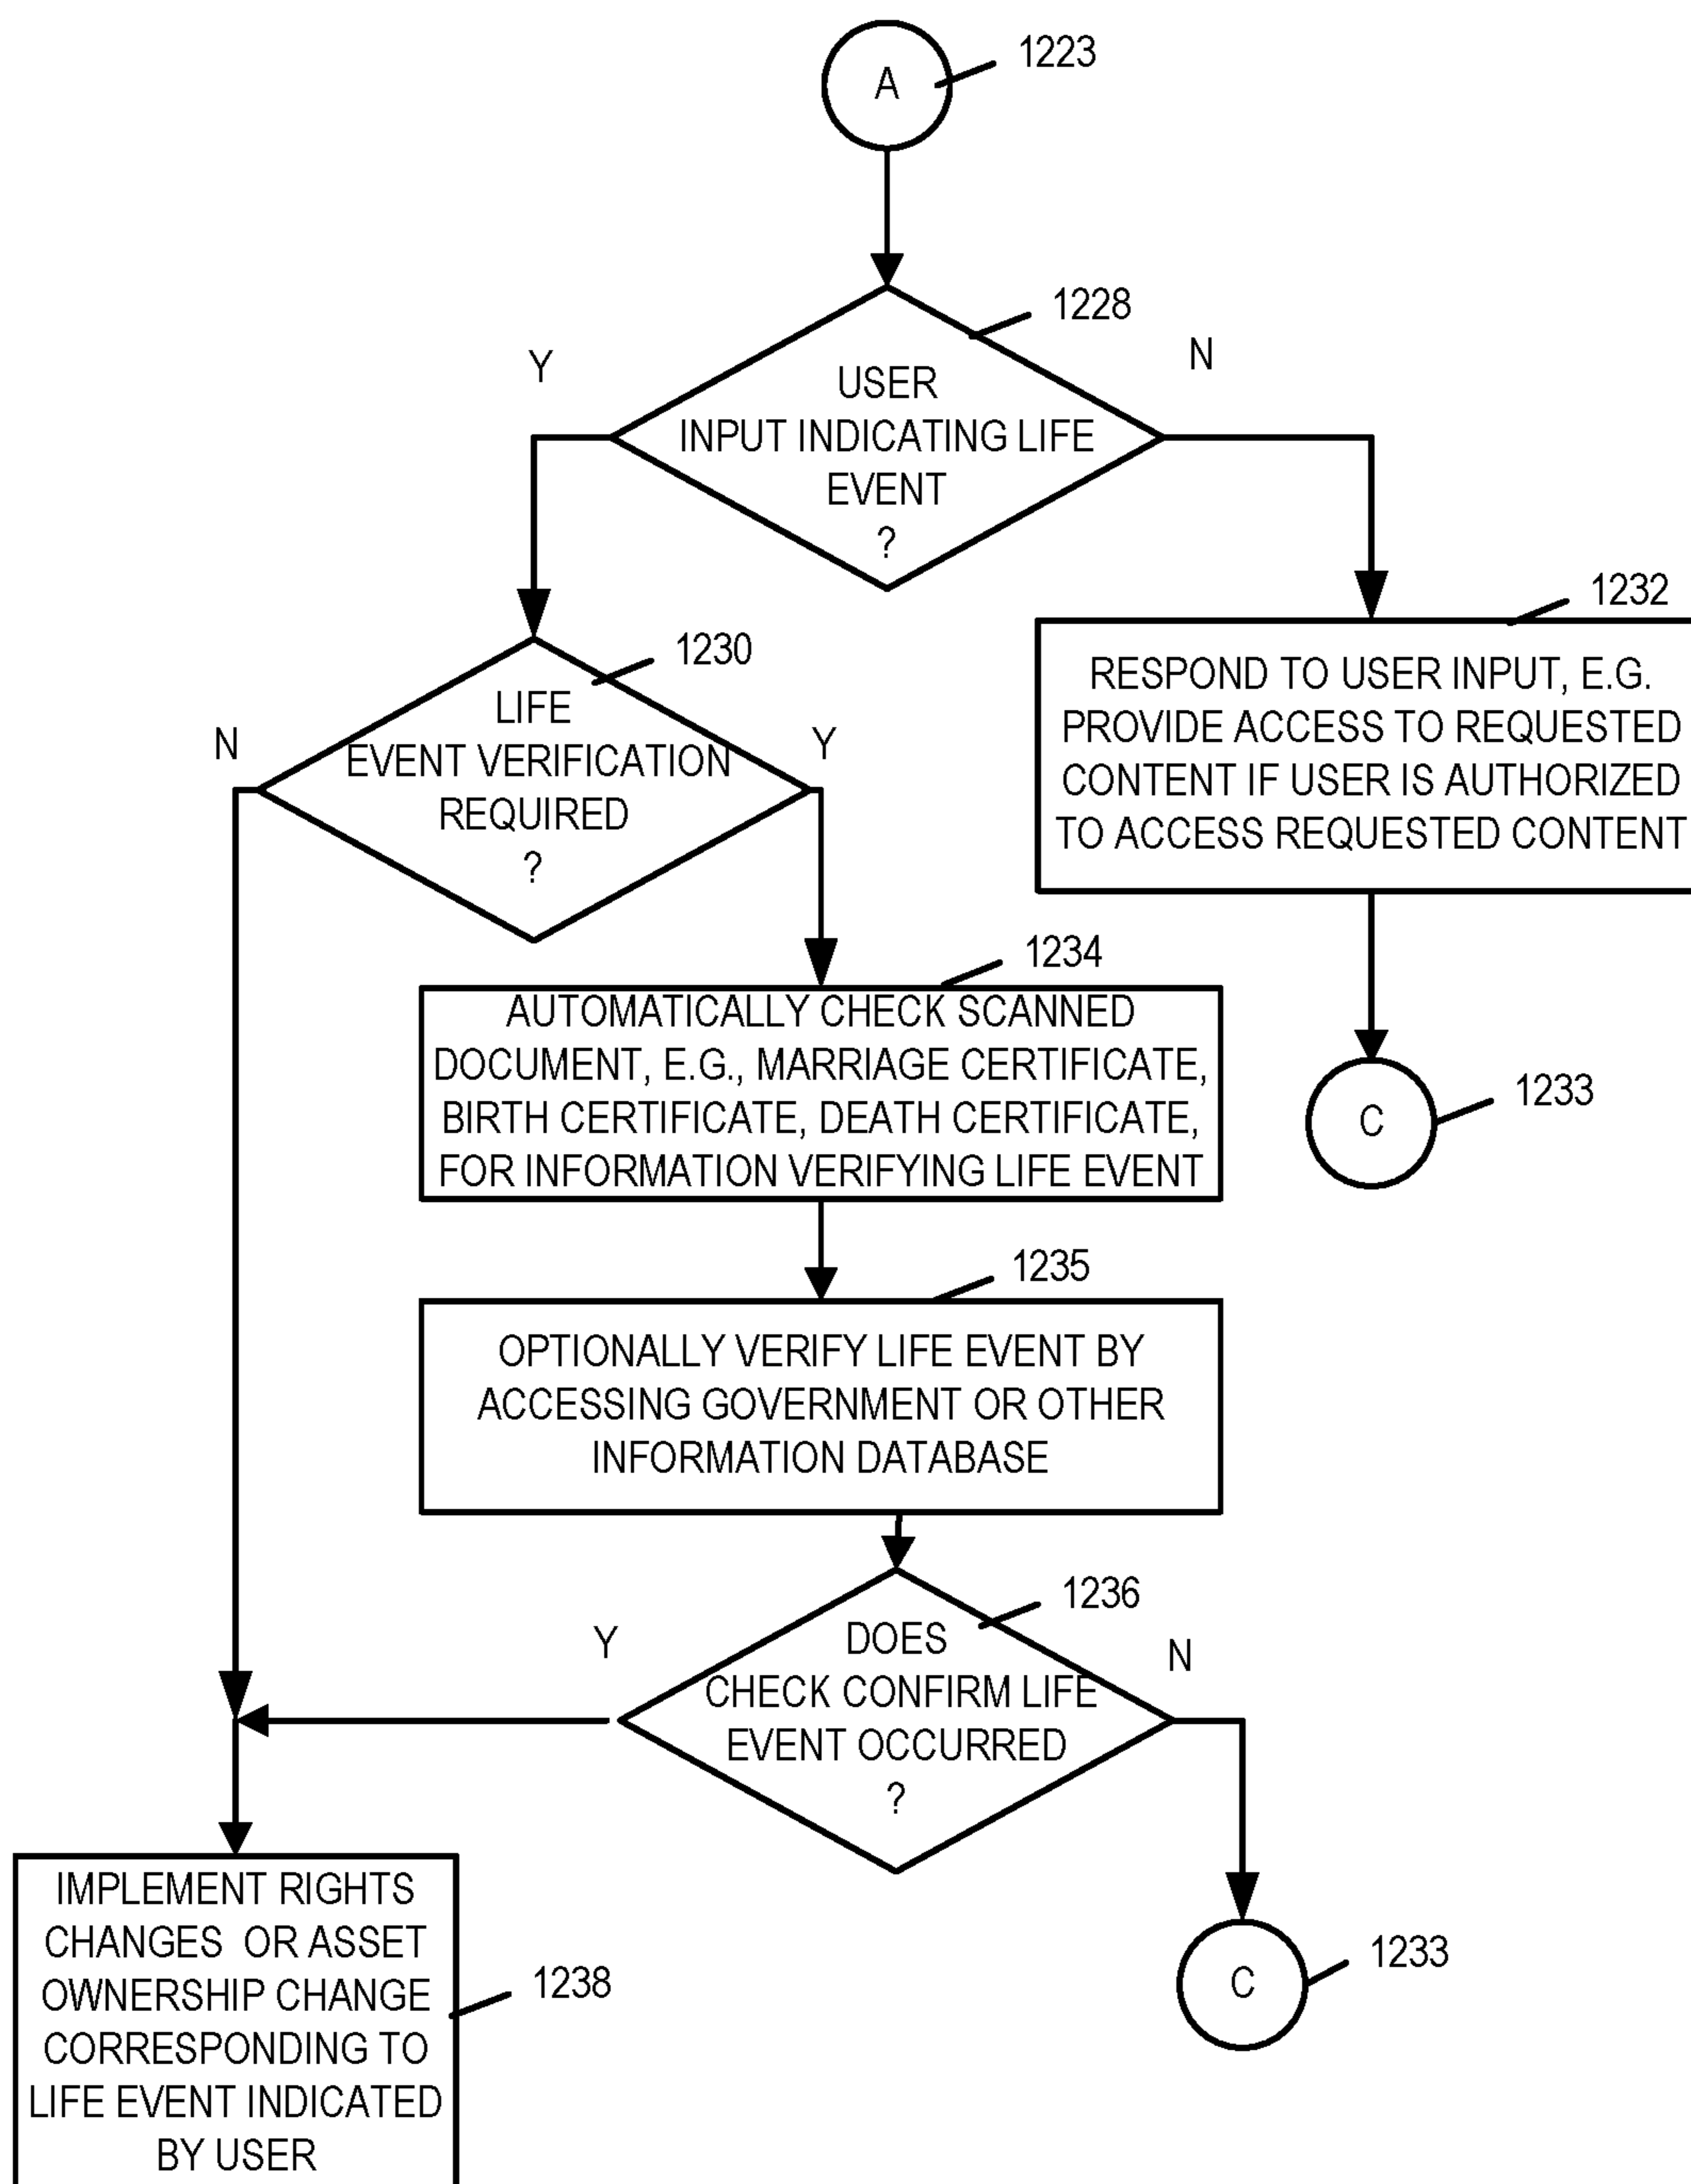 A
1223
1228
Y
N
USER
INPUT INDICATING LIFE
EVENT
?
1232
RESPOND TO USER INPUT, E.G.
PROVIDE ACCESS TO REQUESTED
CONTENT IF USER IS AUTHORIZED
TO ACCESS REQUESTED CONTENT
1230
N
Y
LIFE
EVENT VERIFICATION
REQUIRED
?
1234
AUTOMATICALLY CHECK SCANNED
DOCUMENT, E.G., MARRIAGE CERTIFICATE,
BIRTH CERTIFICATE, DEATH CERTIFICATE,
FOR INFORMATION VERIFYING LIFE EVENT
C
1233
1235
OPTIONALLY VERIFY LIFE EVENT BY
ACCESSING GOVERNMENT OR OTHER
INFORMATION DATABASE
1236
Y
N
DOES
CHECK CONFIRM LIFE
EVENT OCCURRED
?
IMPLEMENT RIGHTS
CHANGES OR ASSET
OWNERSHIP CHANGE
CORRESPONDING TO
LIFE EVENT INDICATED
BY USER
1238
C
1233